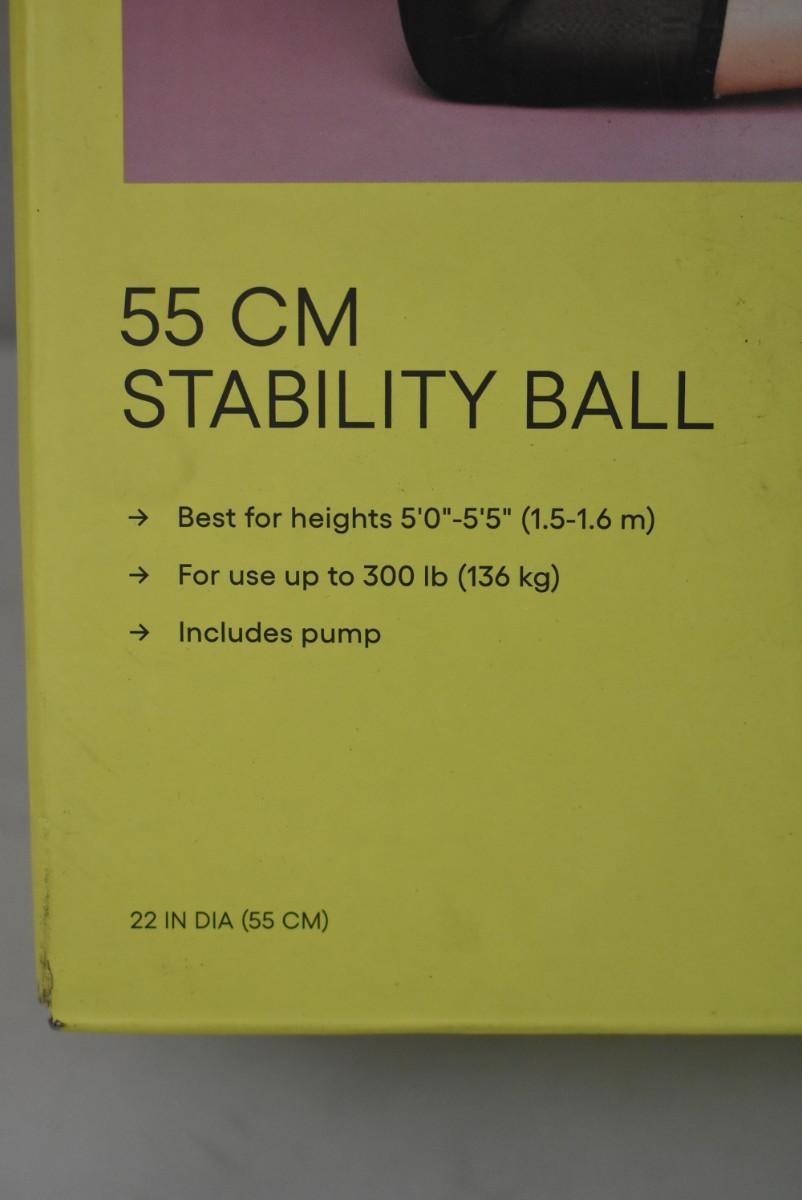 55 CM
STABILITY BALL
→ Best for heights 5'0"-5'5" (1.5-1.6 m)
→ For use up to 300 lb (136 kg)
→ Includes pump
22 IN DIA (55 CM)